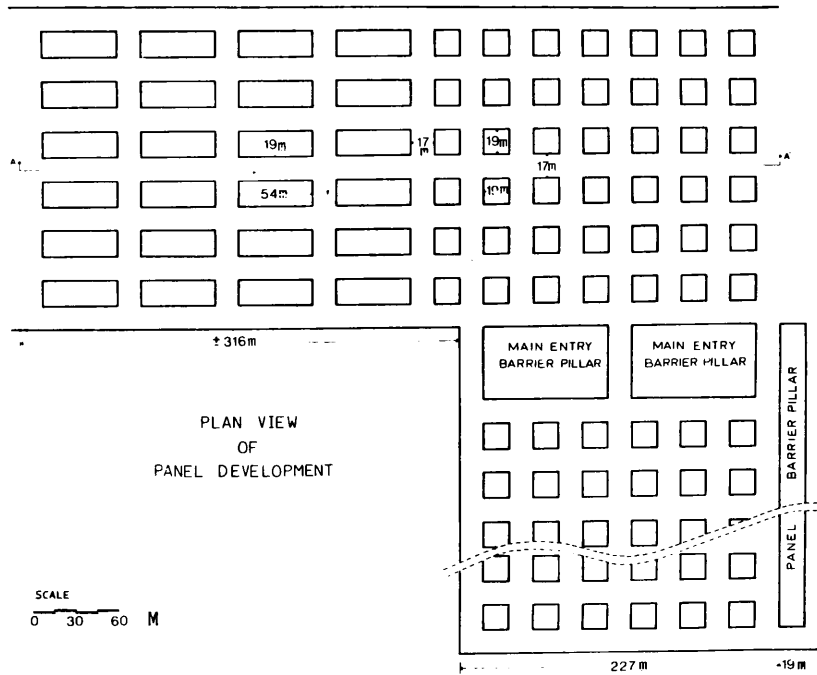 19m
17
m
19m
17m
A
A'
54m
19m
± 316m
MAIN ENTRY
BARRIER PILLAR
MAIN ENTRY
BARRIER PILLAR
PANEL BARRIER PILLAR
PLAN VIEW
OF
PANEL DEVELOPMENT
SCALE
0 30 60 M
227m
19m